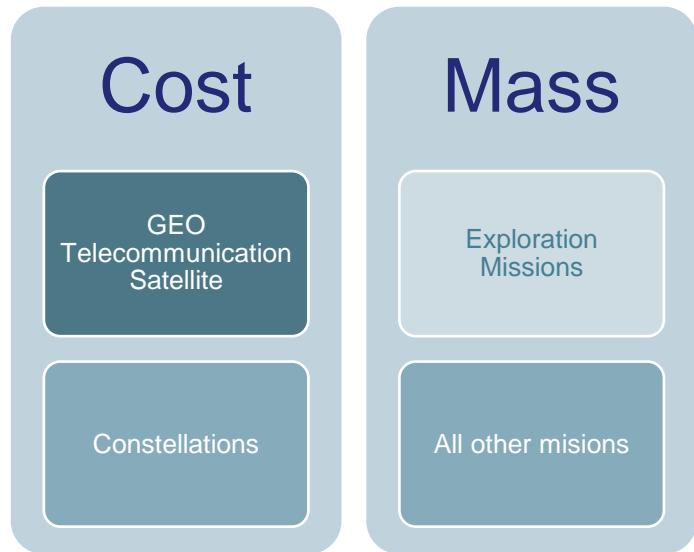 Cost
GEO
Telecommunication
Satellite
Constellations
Mass
Exploration
Missions
All other misions